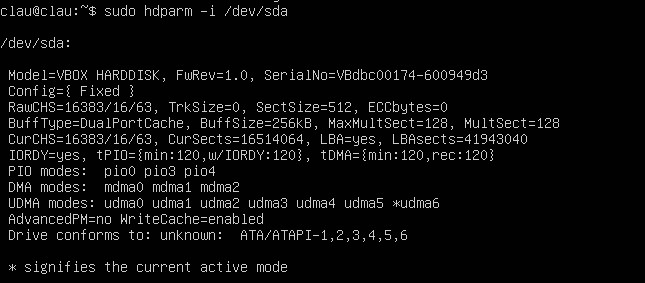 clau@clau:~$ sudo hdparm -i /dev/sda
/dev/sda:
Model=VBOX HARDDISK, FwRev=1.0, SerialNo=VBdbc00174-600949d3
Config={ Fixed }
RawCHS=16383/16/63, TrkSize=0, SectSize=512, ECCbytes=0
BuffType=DualPortCache, BuffSize=256kB, MaxMultSect=128, MultSect=128
CurCHS=16383/16/63, CurSects=16514064, LBA=yes, LBAsects=41943040
IORDY=yes, tPIO={min:120,w/IORDY:120}, tDMA={min:120,rec:120}
PIO modes:  pio0 pio3 pio4
DMA modes:  mdma0 mdma1 mdma2
UDMA modes: udma0 udma1 udma2 udma3 udma4 udma5 *udma6
AdvancedPM=no WriteCache=enabled
Drive conforms to: unknown:  ATA/ATAPI-1,2,3,4,5,6
* signifies the current active mode